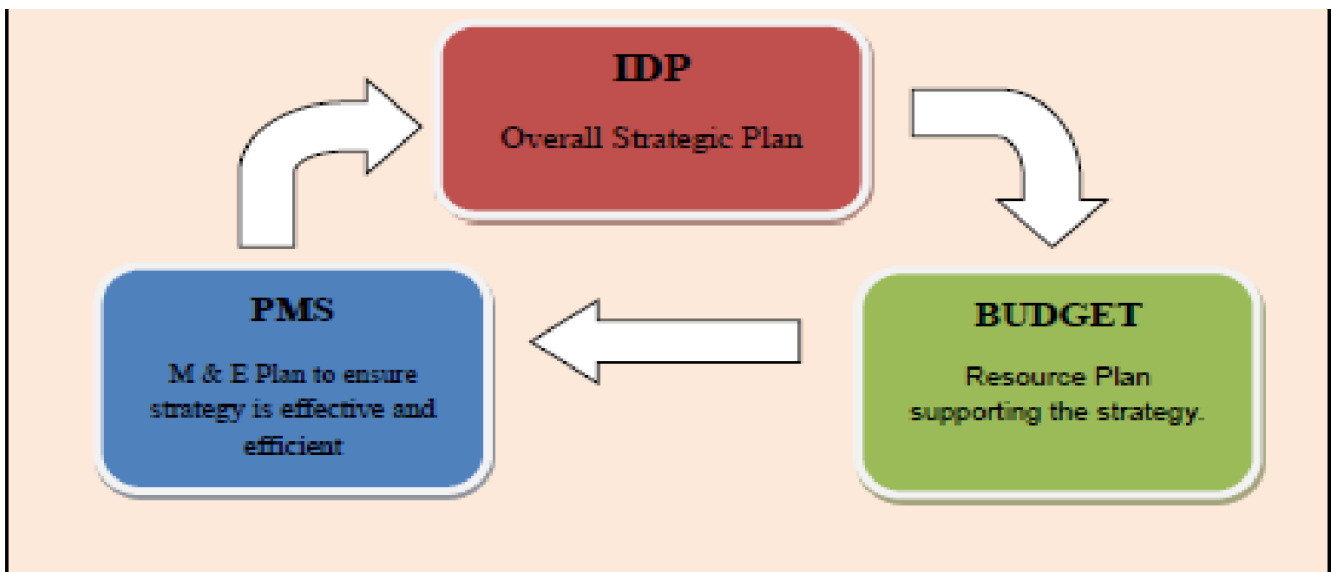 IDP
Overall Strategic Plan
PMS
M & E Plan to ensure
strategy is effective and
efficient
BUDGET
Resource Plan
supporting the strategy.